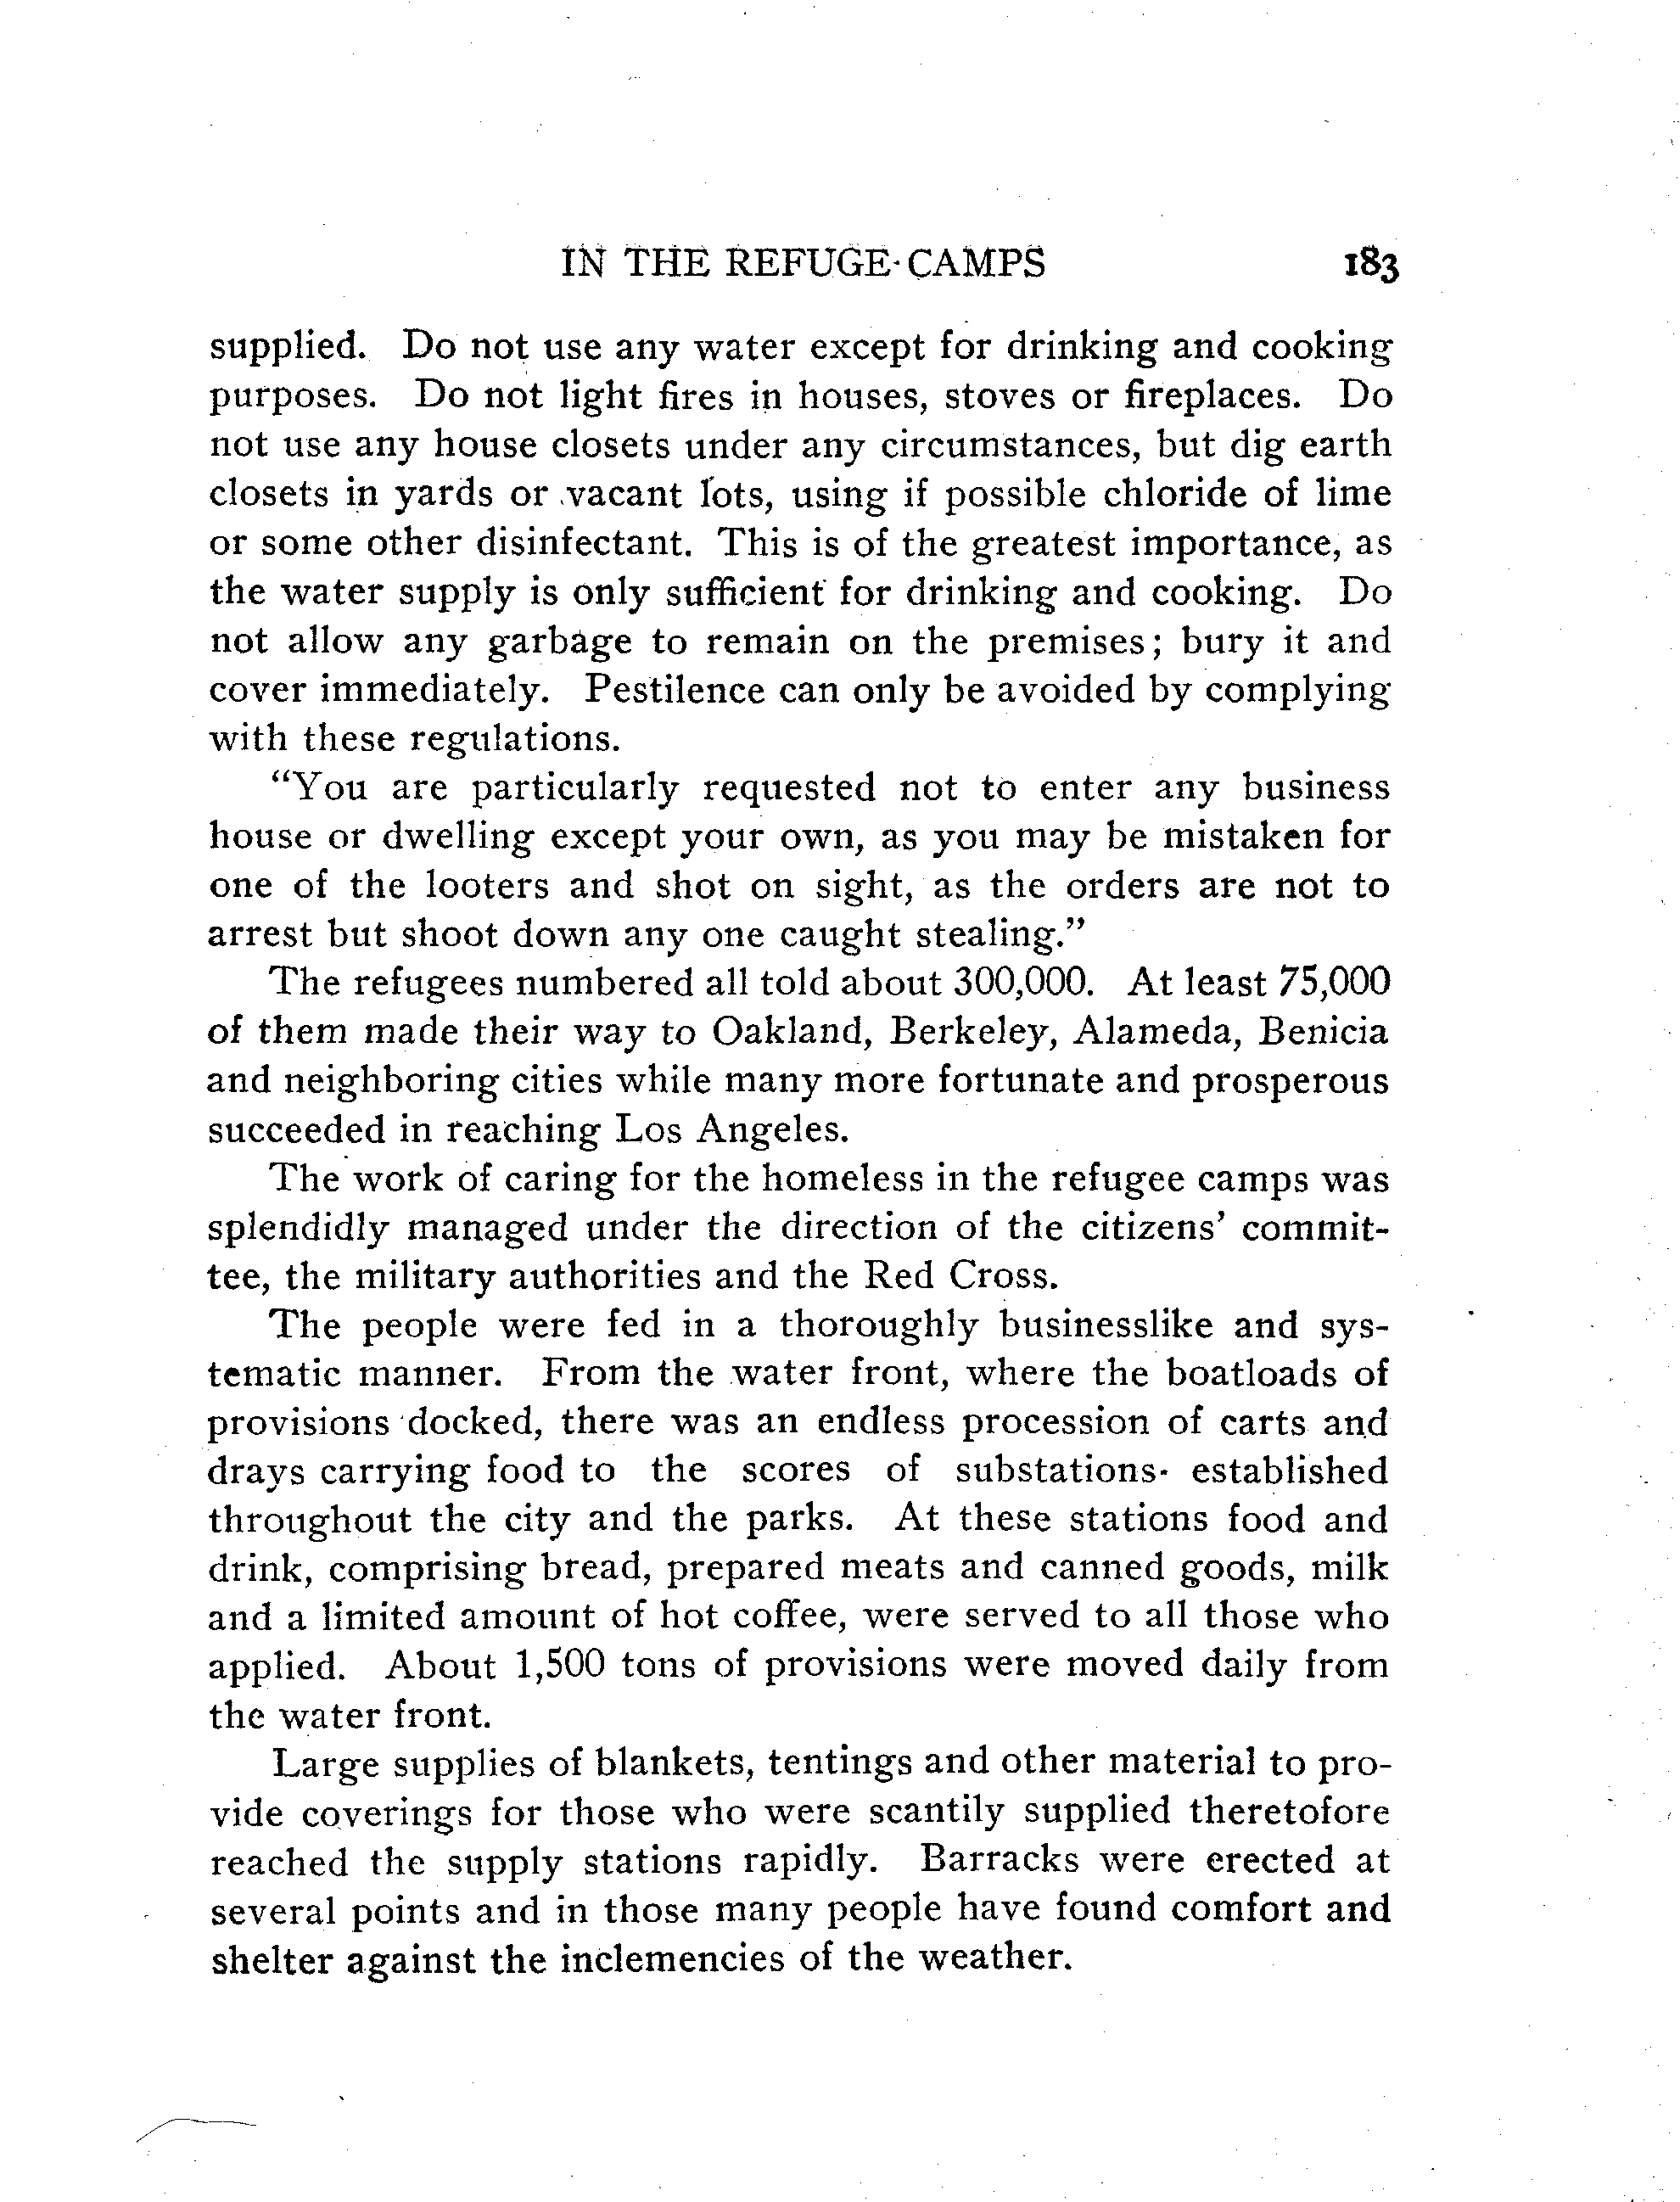 IN THE REFUGE CAMPS 183
supplied. Do not use any water except for drinking and cooking
purposes. Do not light fires in houses, stoves or fireplaces. Do
not use any house closets under any circumstances, but dig earth
closets in yards or vacant lots, using if possible chloride of lime
or some other disinfectant. This is of the greatest importance, as
the water supply is only sufficient for drinking and cooking. Do
not allow any garbage to remain on the premises; bury it and
cover immediately. Pestilence can only be avoided by complying
with these regulations.
“You are particularly requested not to enter any business
house or dwelling except your own, as you may be mistaken for
one of the looters and shot on sight, as the orders are not to
arrest but shoot down any one caught stealing.”
The refugees numbered all told about 300,000. At least 75,000
of them made their way to Oakland, Berkeley, Alameda, Benicia
and neighboring cities while many more fortunate and prosperous
succeeded in reaching Los Angeles.
The work of caring for the homeless in the refugee camps was
splendidly managed under the direction of the citizens’ commit-
tee, the military authorities and the Red Cross.
The people were fed in a thoroughly businesslike and sys-
tematic manner. From the water front, where the boatloads of
provisions docked, there was an endless procession of carts and
drays carrying food to the scores of substations established
throughout the city and the parks. At these stations food and
drink, comprising bread, prepared meats and canned goods, milk
and a limited amount of hot coffee, were served to all those who
applied. About 1,500 tons of provisions were moved daily from
the water front.
Large supplies of blankets, tentings and other material to pro-
vide coverings for those who were scantily supplied theretofore
reached the supply stations rapidly. Barracks were erected at
several points and in those many people have found comfort and
shelter against the inclemencies of the weather.